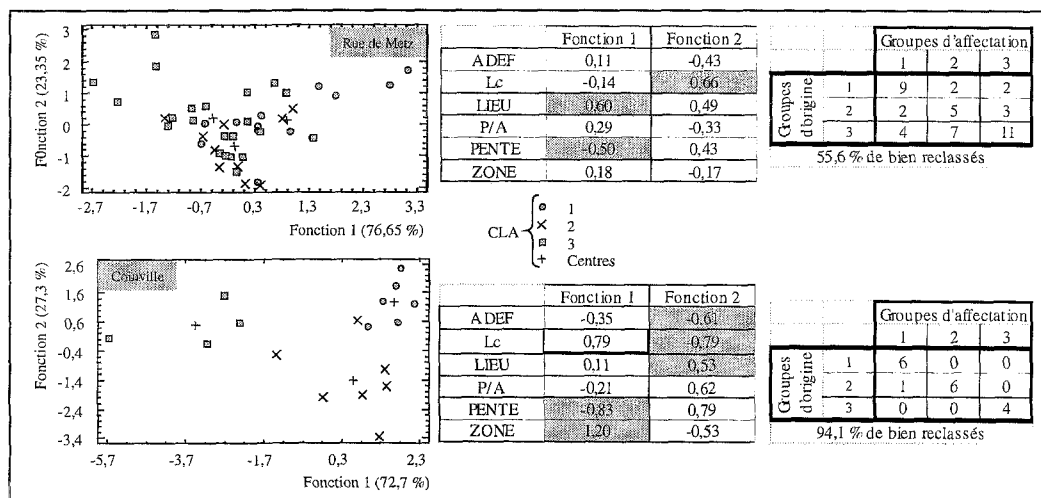 Rue de Metz
Fonction 2 (23,35 %)
3
2
1
0
-1
-2
-2,7 -1,7 -0,7 0,3 1,3 2,3 3,3
Fonction 1 (76,65 %)
Fonction 1 Fonction 2
ADEF 0,11 -0,43
Lc -0,14 0,66
LIEU 0,60 0,49
P/A 0,29 -0,33
PENTE -0,50 0,43
ZONE 0,18 -0,17
Groupes d'affectation
1 2 3
Groupes d'origine
1 9 2 2
2 2 5 3
3 4 7 11
55,6 % de bien reclassés
CLA
1
2
3
Centres
Coinville
Fonction 2 (27,3 %)
2,6
1,6
0,6
-0,4
-1,4
-2,4
-3,4
-5,7 -3,7 -1,7 0,3 2,3
Fonction 1 (72,7 %)
Fonction 1 Fonction 2
ADEF -0,35 -0,61
Lc 0,79 -0,79
LIEU 0,11 0,53
P/A -0,21 0,62
PENTE -0,83 0,79
ZONE 1,20 -0,53
Groupes d'affectation
1 2 3
Groupes d'origine
1 6 0 0
2 1 6 0
3 0 0 4
94,1 % de bien reclassés